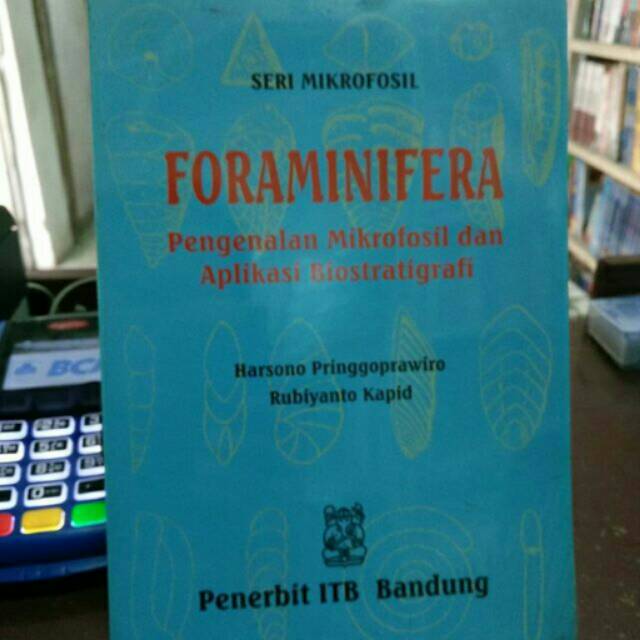 SERI MIKROFOSIL
FORAMINIFERA
Pengenalan Mikrofosil dan
Aplikasi Biostratigrafi
Harsono Pringgoprawiro
Rubiyanto Kapid
Penerbit ITB Bandung